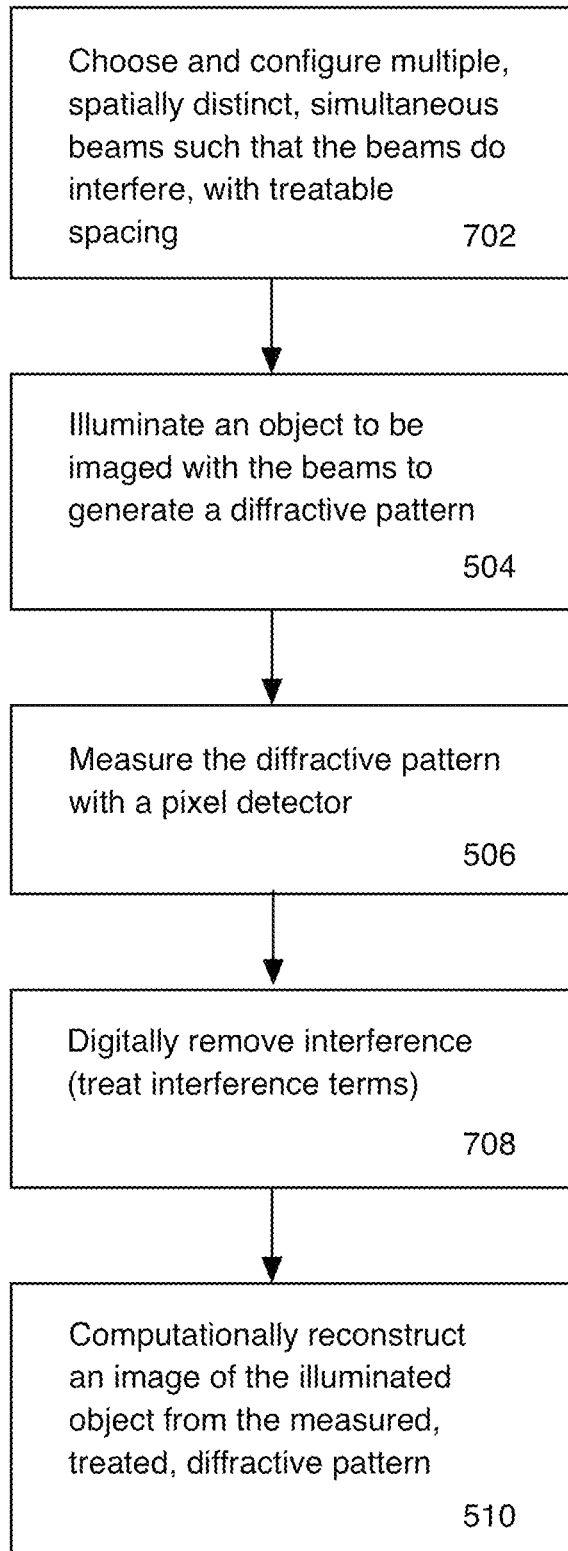 Choose and configure multiple,
spatially distinct, simultaneous
beams such that the beams do
interfere, with treatable
spacing 702
Illuminate an object to be
imaged with the beams to
generate a diffractive pattern
504
Measure the diffractive pattern
with a pixel detector
506
Digitally remove interference
(treat interference terms)
708
Computationally reconstruct
an image of the illuminated
object from the measured,
treated, diffractive pattern
510